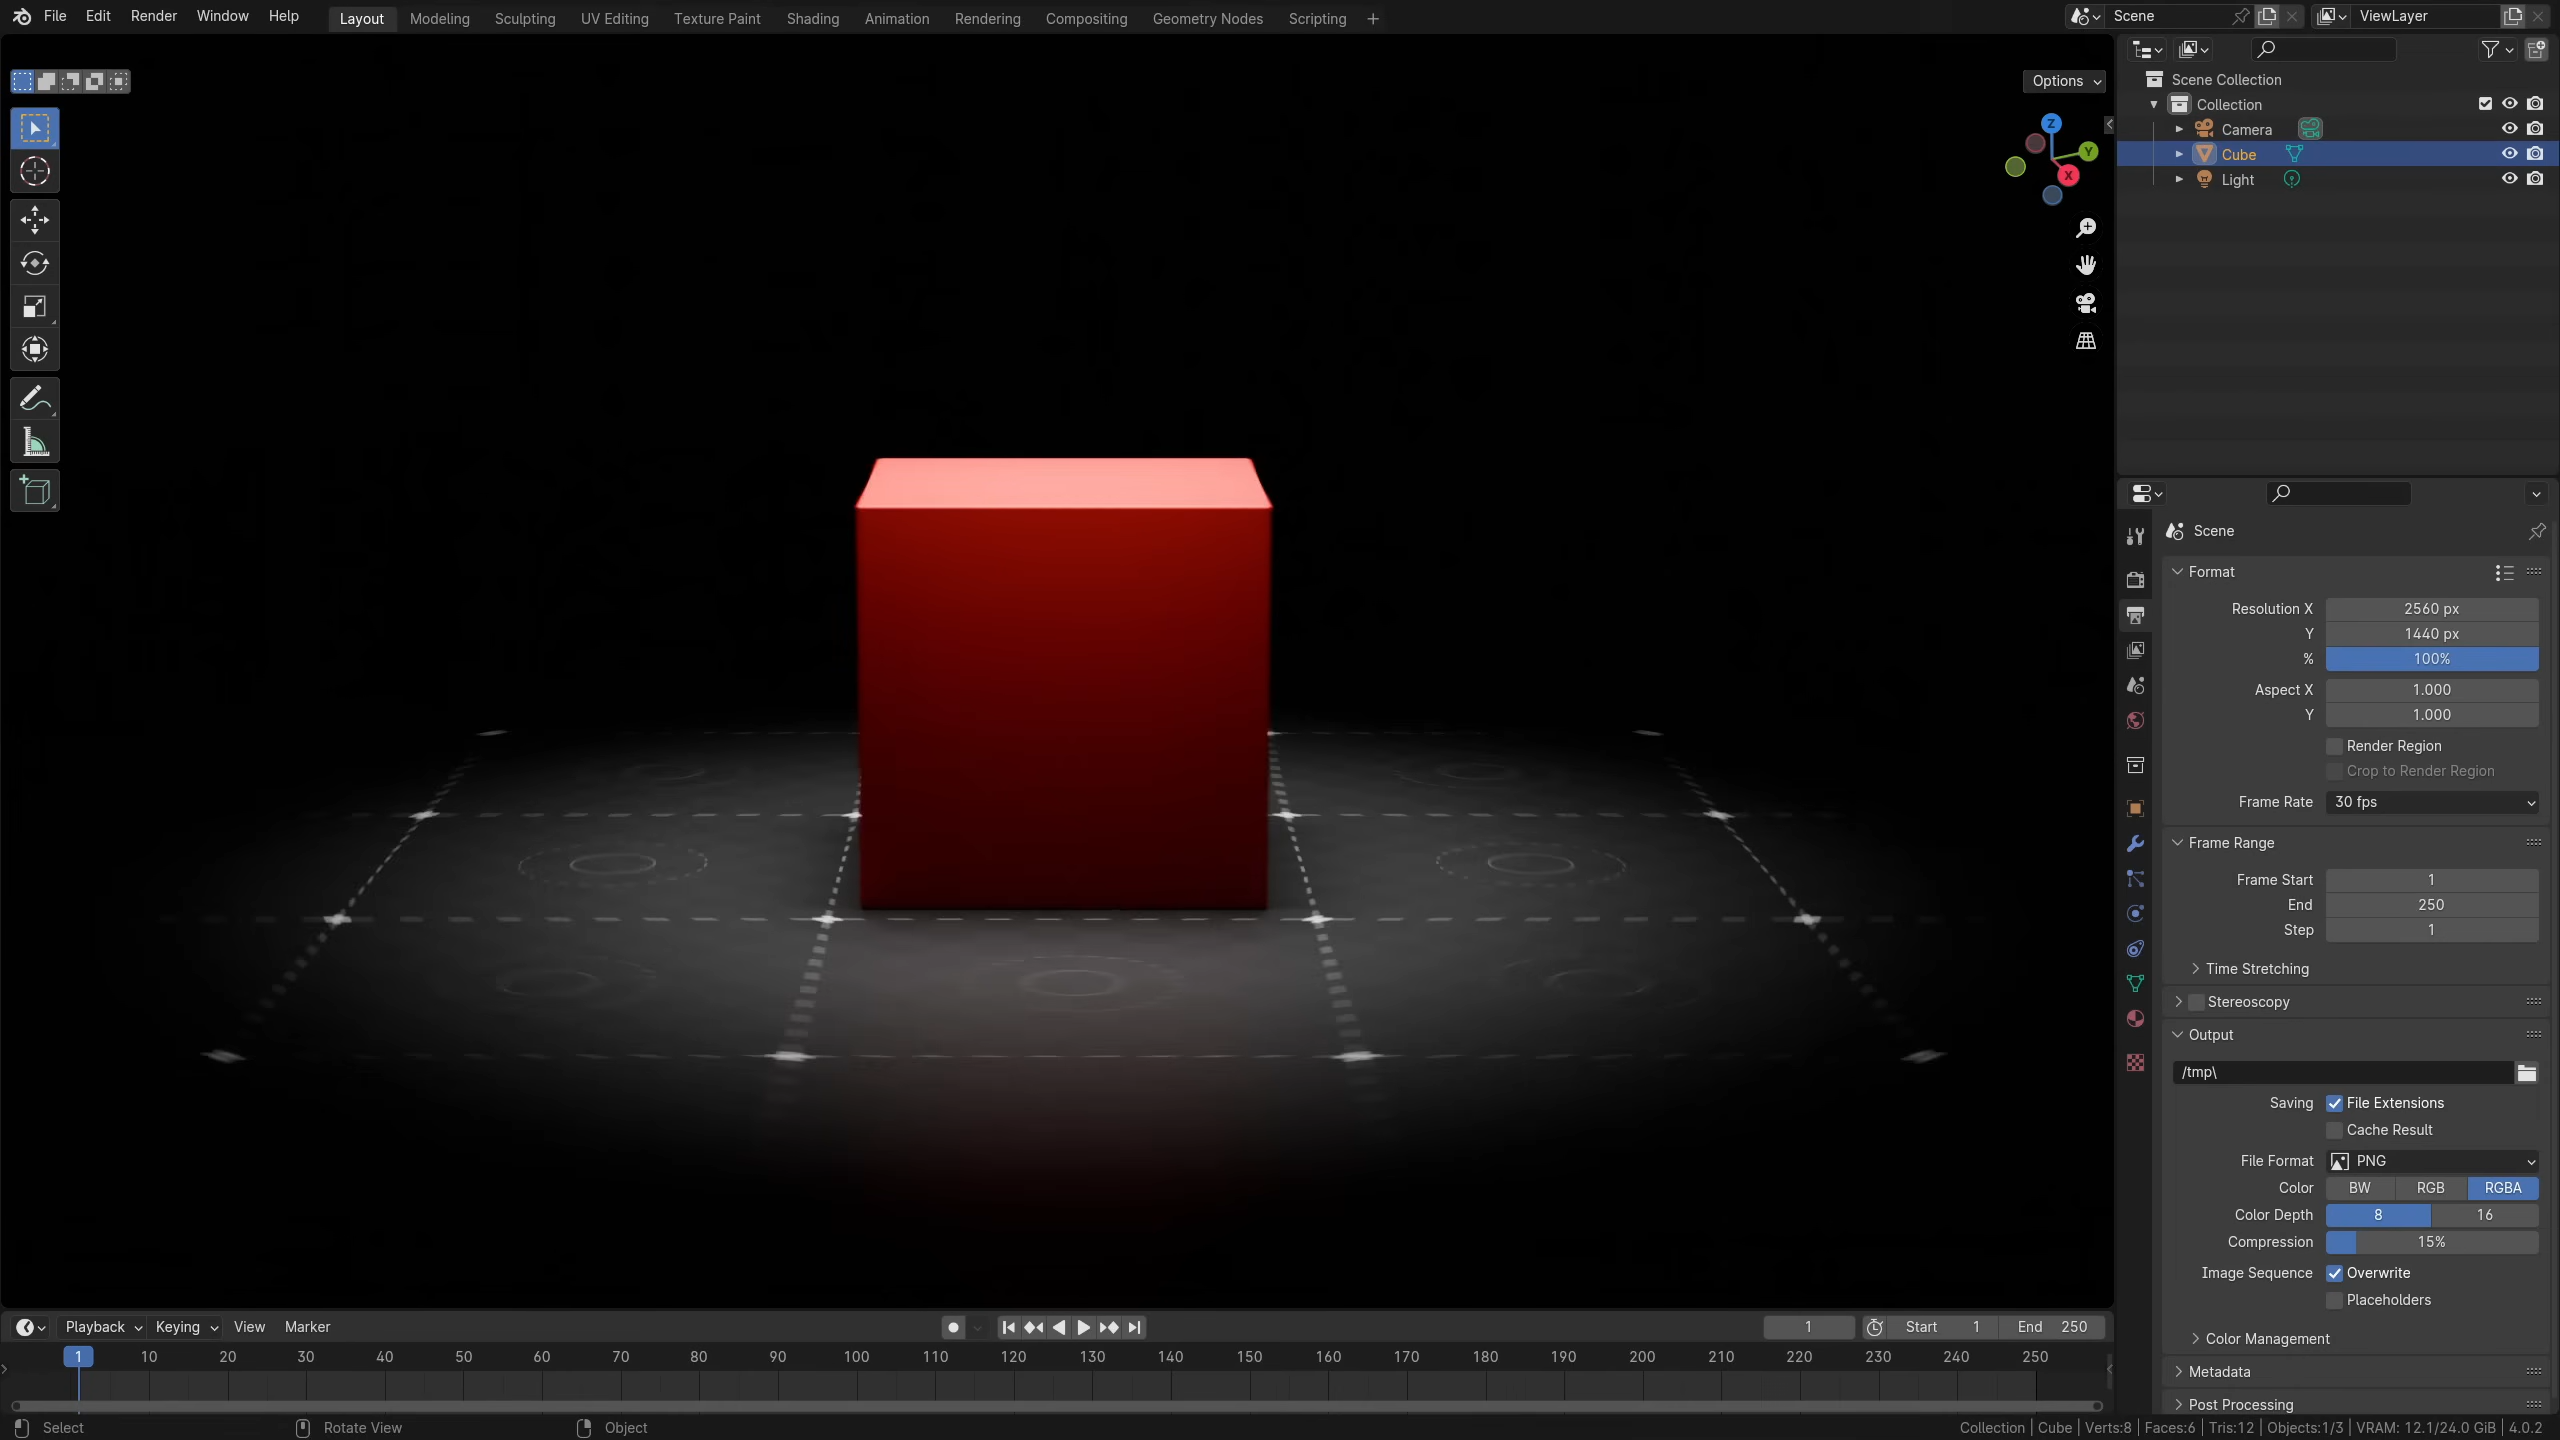 File Edit Render Window Help Layout Modeling Sculpting UV Editing Texture Paint Shading Animation Rendering Compositing Geometry Nodes Scripting + Scene ViewLayer
Options
Z
Y
X
Scene Collection
Collection
Camera
Cube
Light
Scene
Format
Resolution X 2560 px
Y 1440 px
% 100%
Aspect X 1.000
Y 1.000
Render Region
Crop to Render Region
Frame Rate 30 fps
Frame Range
Frame Start 1
End 250
Step 1
Time Stretching
Stereoscopy
Output
/tmp\
Saving File Extensions
Cache Result
File Format PNG
Color BW RGB RGBA
Color Depth 8 16
Compression 15%
Image Sequence Overwrite
Placeholders
Color Management
Metadata
Post Processing
Playback Keying View Marker 1 Start 1 End 250
1 10 20 30 40 50 60 70 80 90 100 110 120 130 140 150 160 170 180 190 200 210 220 230 240 250
Select Rotate View Object Collection | Cube | Verts:8 | Faces:6 | Tris:12 | Objects:1/3 | VRAM: 12.1/24.0 GiB | 4.0.2